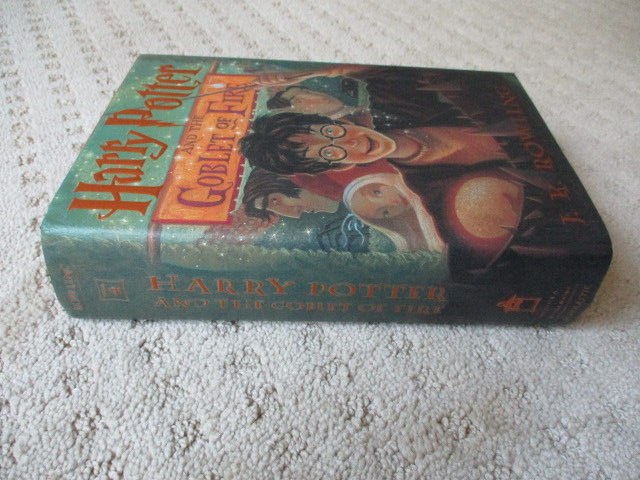 Harry Potter
AND THE
GOBLET OF FIRE
J. K. ROWLING
HARRY POTTER
AND THE GOBLET OF FIRE